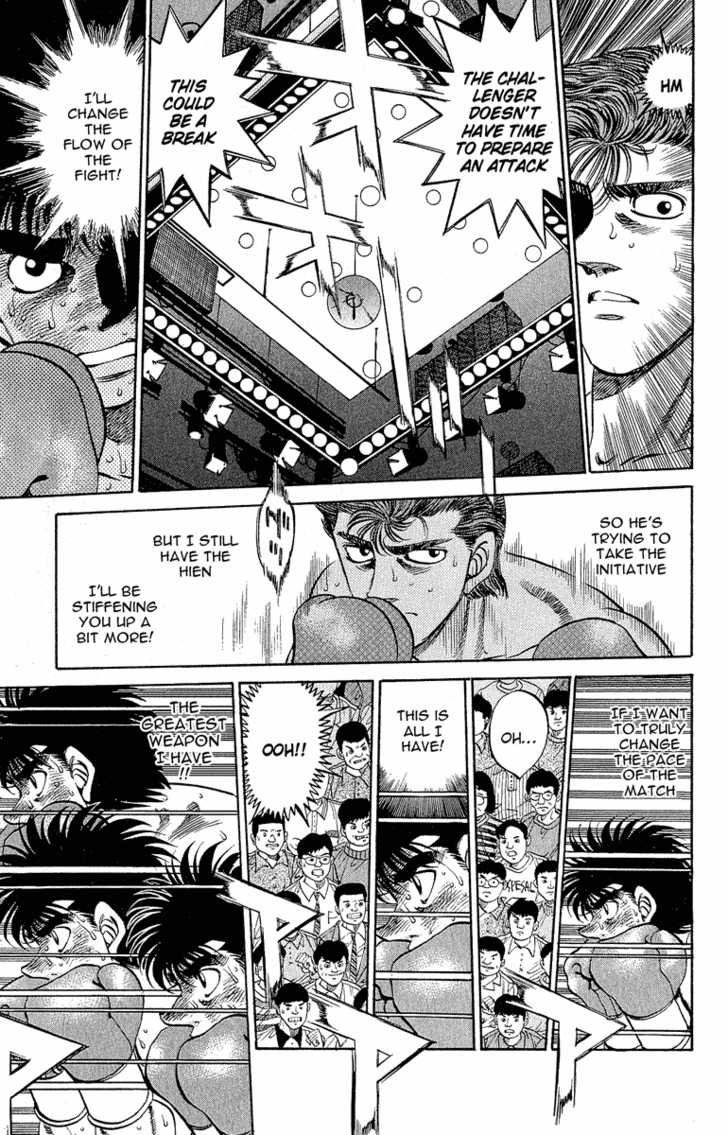 HM
THE CHAL-
LENGER
DOESN'T
HAVE TIME
TO PREPARE
AN ATTACK
THIS
COULD
BE A
BREAK
I'LL
CHANGE
THE
FLOW OF
THE
FIGHT!
SO HE'S
TRYING TO
TAKE THE
INITIATIVE
BUT I STILL
HAVE THE
HIEN
I'LL BE
STIFFENING
YOU UP A
BIT MORE!
IF I WANT
TO TRULY
CHANGE
THE PACE
OF THE
MATCH
OH...
THIS IS
ALL I
HAVE!
OOH!!
THE
GREATEST
WEAPON
I HAVE
!!